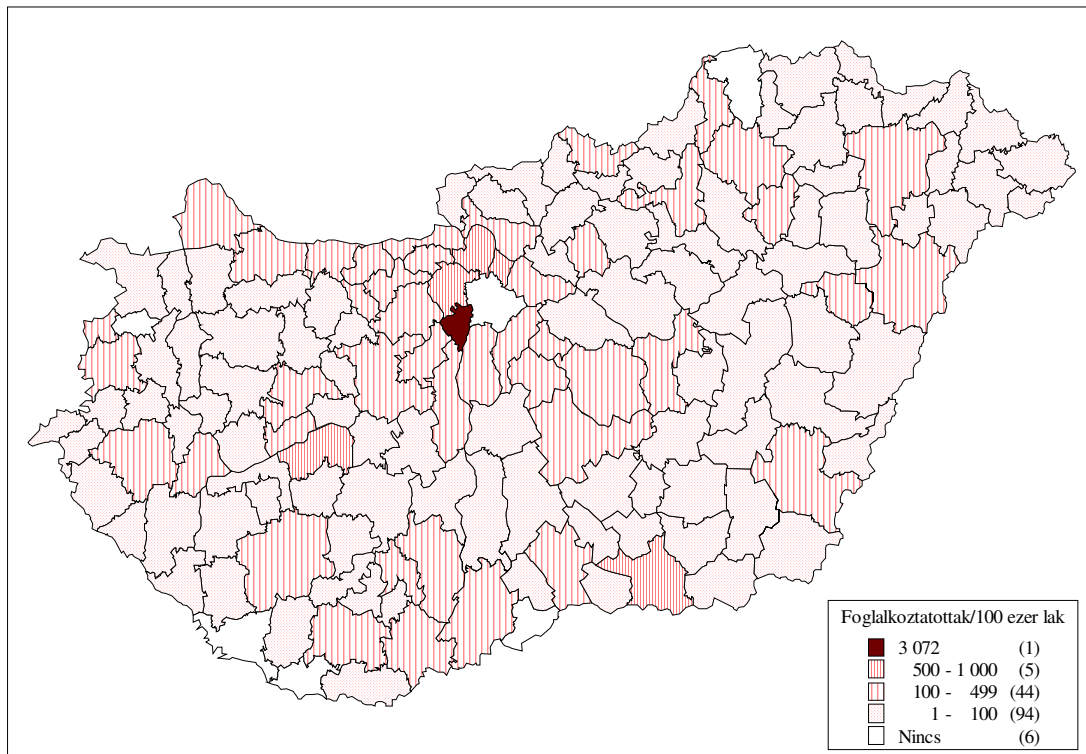 Foglalkoztatottak/100 ezer lak
3 072 (1)
500 - 1 000 (5)
100 - 499 (44)
1 - 100 (94)
Nincs (6)